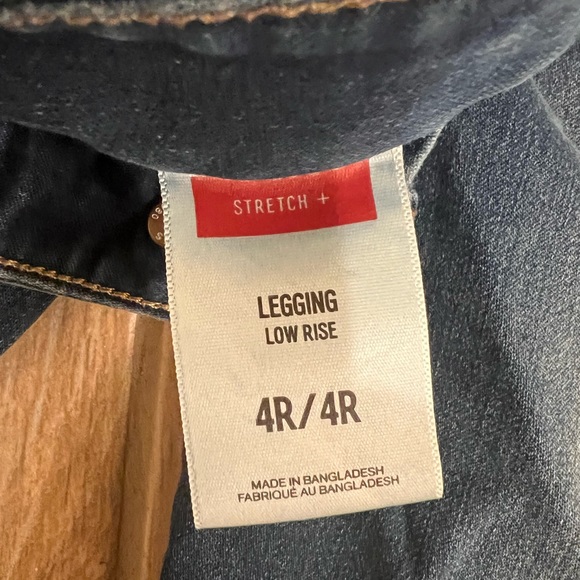 STRETCH +
LEGGING
LOW RISE
4R/4R
MADE IN BANGLADESH
FABRIQUÉ AU BANGLADESH